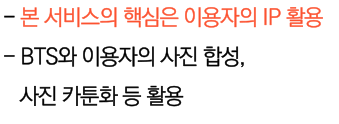 - 본 서비스의 핵심은 이용자의 IP 활용
- BTS와 이용자의 사진 합성,
사진 카툰화 등 활용